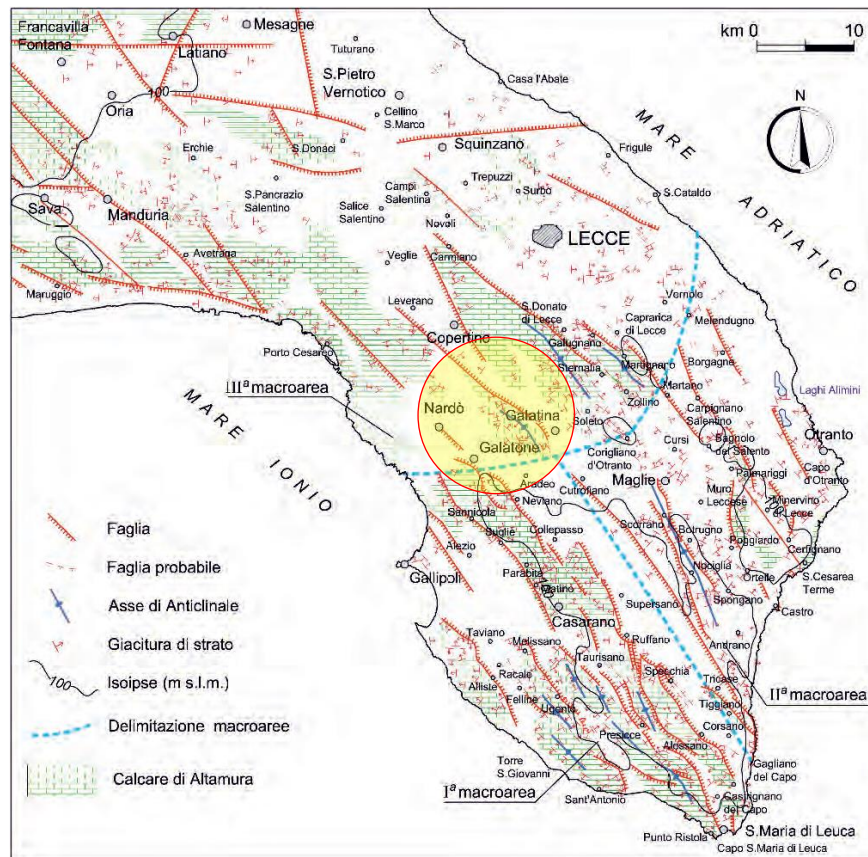 Francavilla
Fontana
Mesagne
Latiano
Tuturano
km 0 10
S.Pietro
Vernotico
Casa l'Abate
N
Oria
100
Cellino
S.Marco
MARE ADRIATICO
Erchie
S.Donaci
Squinzano
Frigule
S.Pancrazio
Salentino
Campi
Salentina
Trepuzzi
Surbo
S.Cataldo
Sava
Manduria
Salice
Salentino
Novoli
LECCE
Avetrana
Veglie
Carmiano
Maruggio
Leverano
S.Donato
di Lecce
Vernole
Porto Cesareo
Copertino
Galugnano
Caprarica
di Lecce
Melendugno
Sternatia
Martignano
Borgagne
IIIª macroarea
Martano
Laghi Alimini
Nardò
Galatina
Soleto
Zollino
Carpignano
Salentino
Otranto
MARE IONIO
Galatone
Corigliano
d'Otranto
Cursi
Bagnolo
del Salento
Aradeo
Cutrofiano
Maglie
Palmariggi
Capo
d'Otranto
Neviano
Muro
Leccese
Minervino
di Lecce
Sannicola
Scorrano
Faglia
Collepasso
Botrugno
Poggiardo
Cerfignano
Alezio
Tuglie
Faglia probabile
Gallipoli
Parabita
Nociglia
Ortelle
S.Cesarea
Terme
Asse di Anticlinale
Matino
Supersano
Spongano
Castro
Giacitura di strato
Casarano
Taviano
Melissano
Ruffano
Andrano
100
Isoipse (m s.l.m.)
Racale
Taurisano
Specchia
Tricase
IIª macroarea
Alliste
Felline
Ugento
Tiggiano
Delimitazione macroaree
Presicce
Corsano
Alessano
Calcare di Altamura
Torre
S.Giovanni
Gagliano
del Capo
Iª macroarea
Sant'Antonio
Castrignano
del Capo
Punto Ristola
S.Maria di Leuca
Capo S.Maria di Leuca